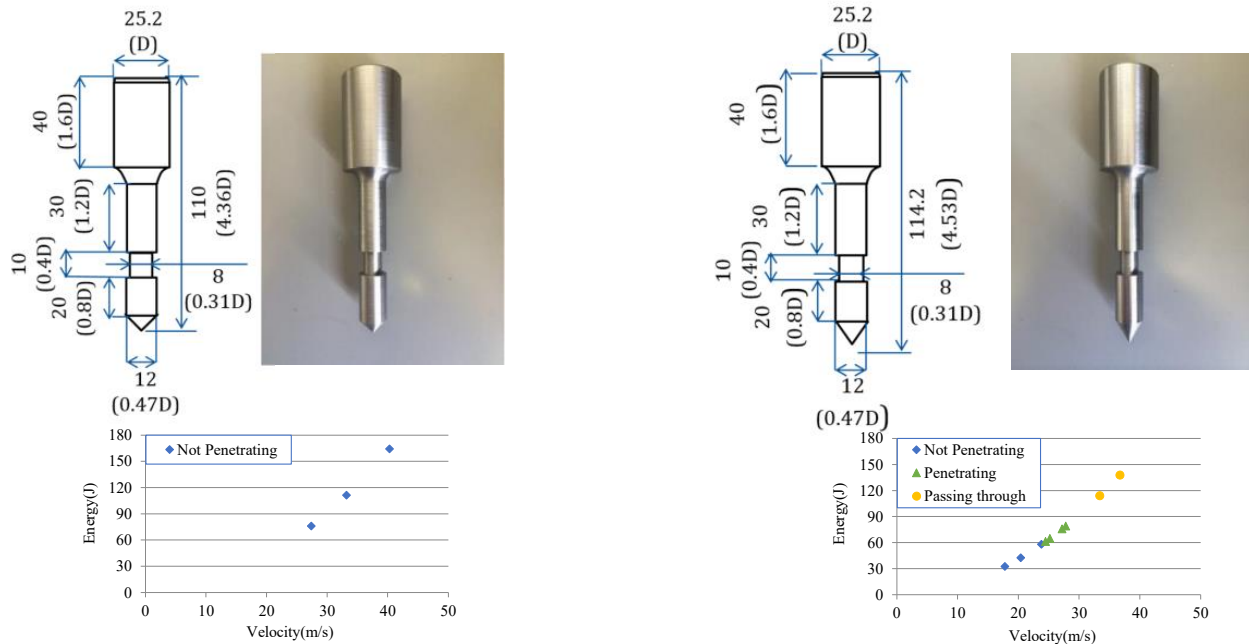 25.2
(D)
40
(1.6D)
30
(1.2D)
110
(4.36D)
10
(0.4D)
20
(0.8D)
8
(0.31D)
12
(0.47D)
180
150
120
90
60
30
0
Energy(J)
Not Penetrating
0 10 20 30 40 50
Velocity(m/s)
25.2
(D)
40
(1.6D)
30
(1.2D)
114.2
(4.53D)
10
(0.4D)
20
(0.8D)
8
(0.31D)
12
(0.47D)
180
150
120
90
60
30
0
Energy(J)
Not Penetrating
Penetrating
Passing through
0 10 20 30 40 50
Velocity(m/s)